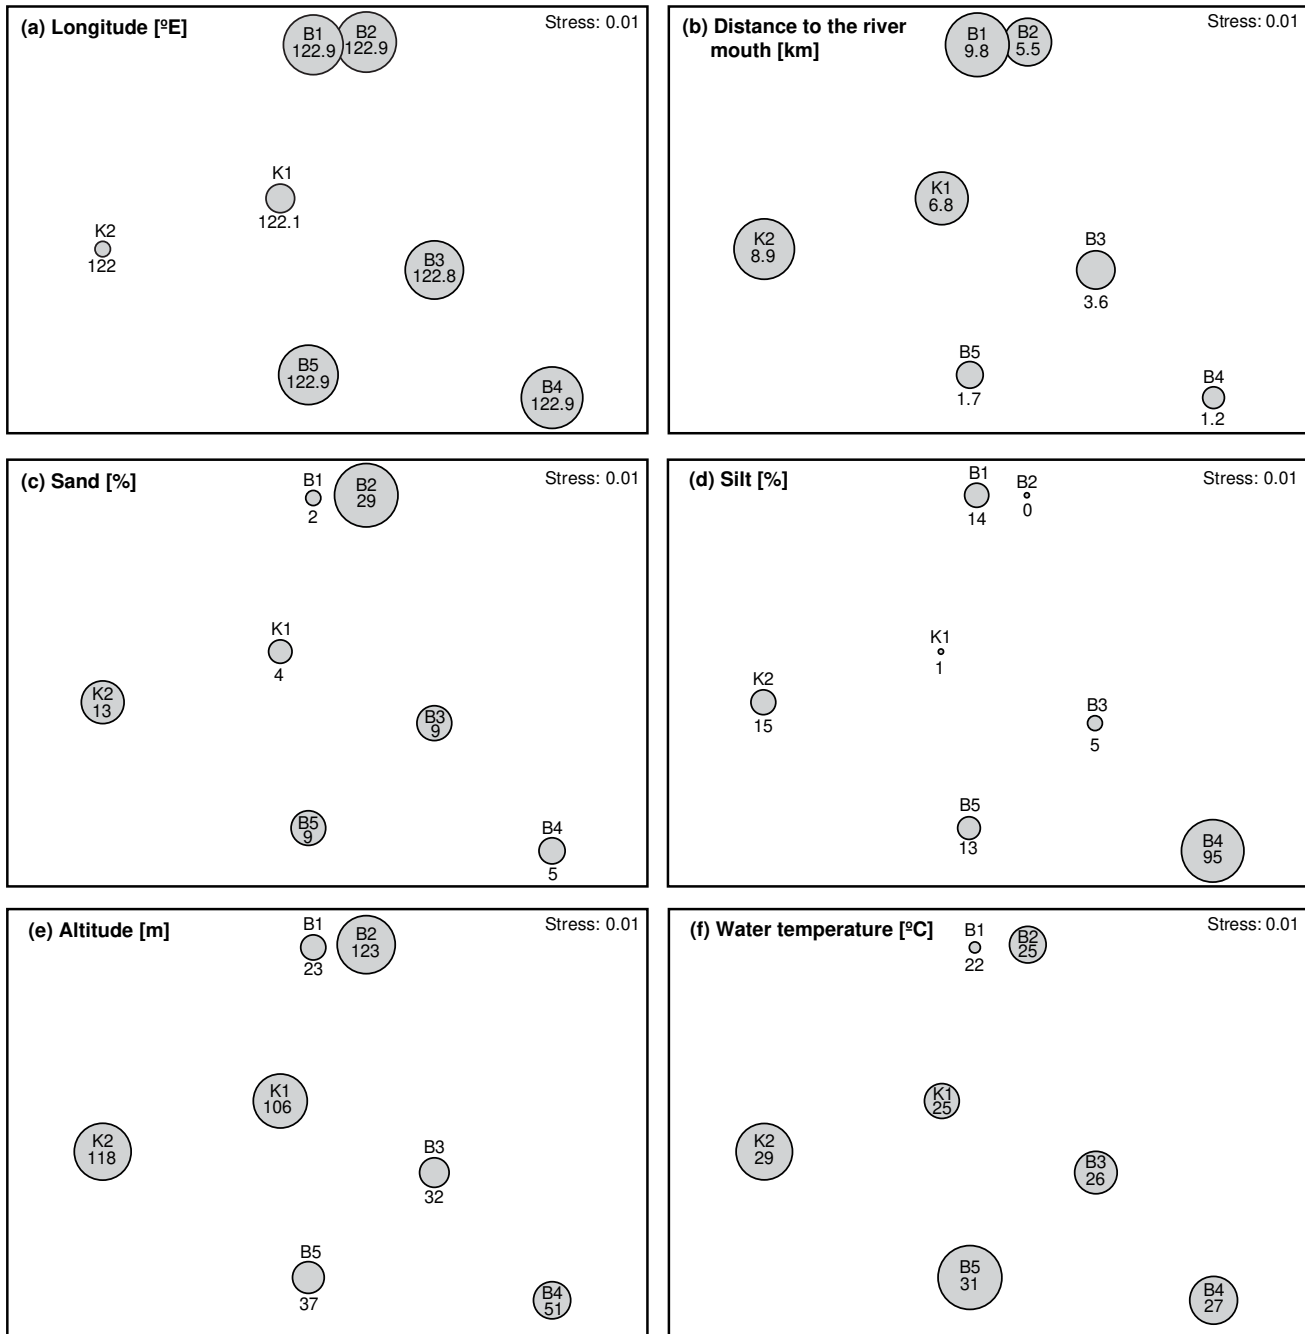 (a) Longitude [ºE]
Stress: 0.01
B1
122.9
B2
122.9
K1
122.1
K2
122
B3
122.8
B5
122.9
B4
122.9
(b) Distance to the river
mouth [km]
Stress: 0.01
B1
9.8
B2
5.5
K1
6.8
K2
8.9
B3
3.6
B5
1.7
B4
1.2
(c) Sand [%]
Stress: 0.01
B1
2
B2
29
K1
4
K2
13
B3
9
B5
9
B4
5
(d) Silt [%]
Stress: 0.01
B1
14
B2
0
K1
1
K2
15
B3
5
B5
13
B4
95
(e) Altitude [m]
Stress: 0.01
B1
23
B2
123
K1
106
K2
118
B3
32
B5
37
B4
51
(f) Water temperature [ºC]
Stress: 0.01
B1
22
B2
25
K1
25
K2
29
B3
26
B5
31
B4
27